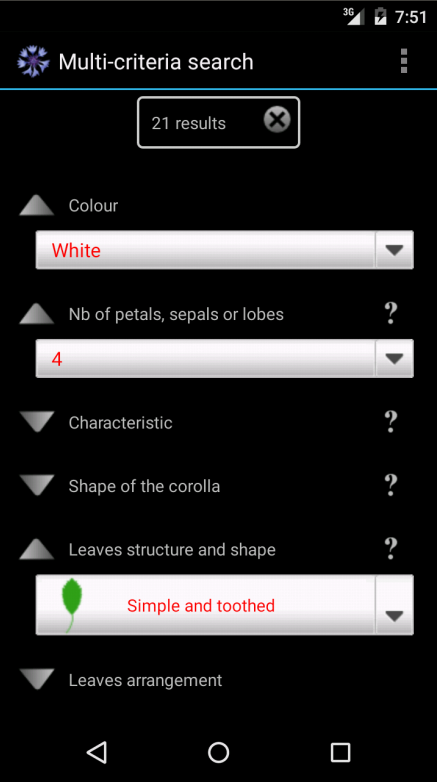 3G 7:51
Multi-criteria search
21 results
Colour
White
Nb of petals, sepals or lobes ?
4
Characteristic ?
Shape of the corolla ?
Leaves structure and shape ?
Simple and toothed
Leaves arrangement